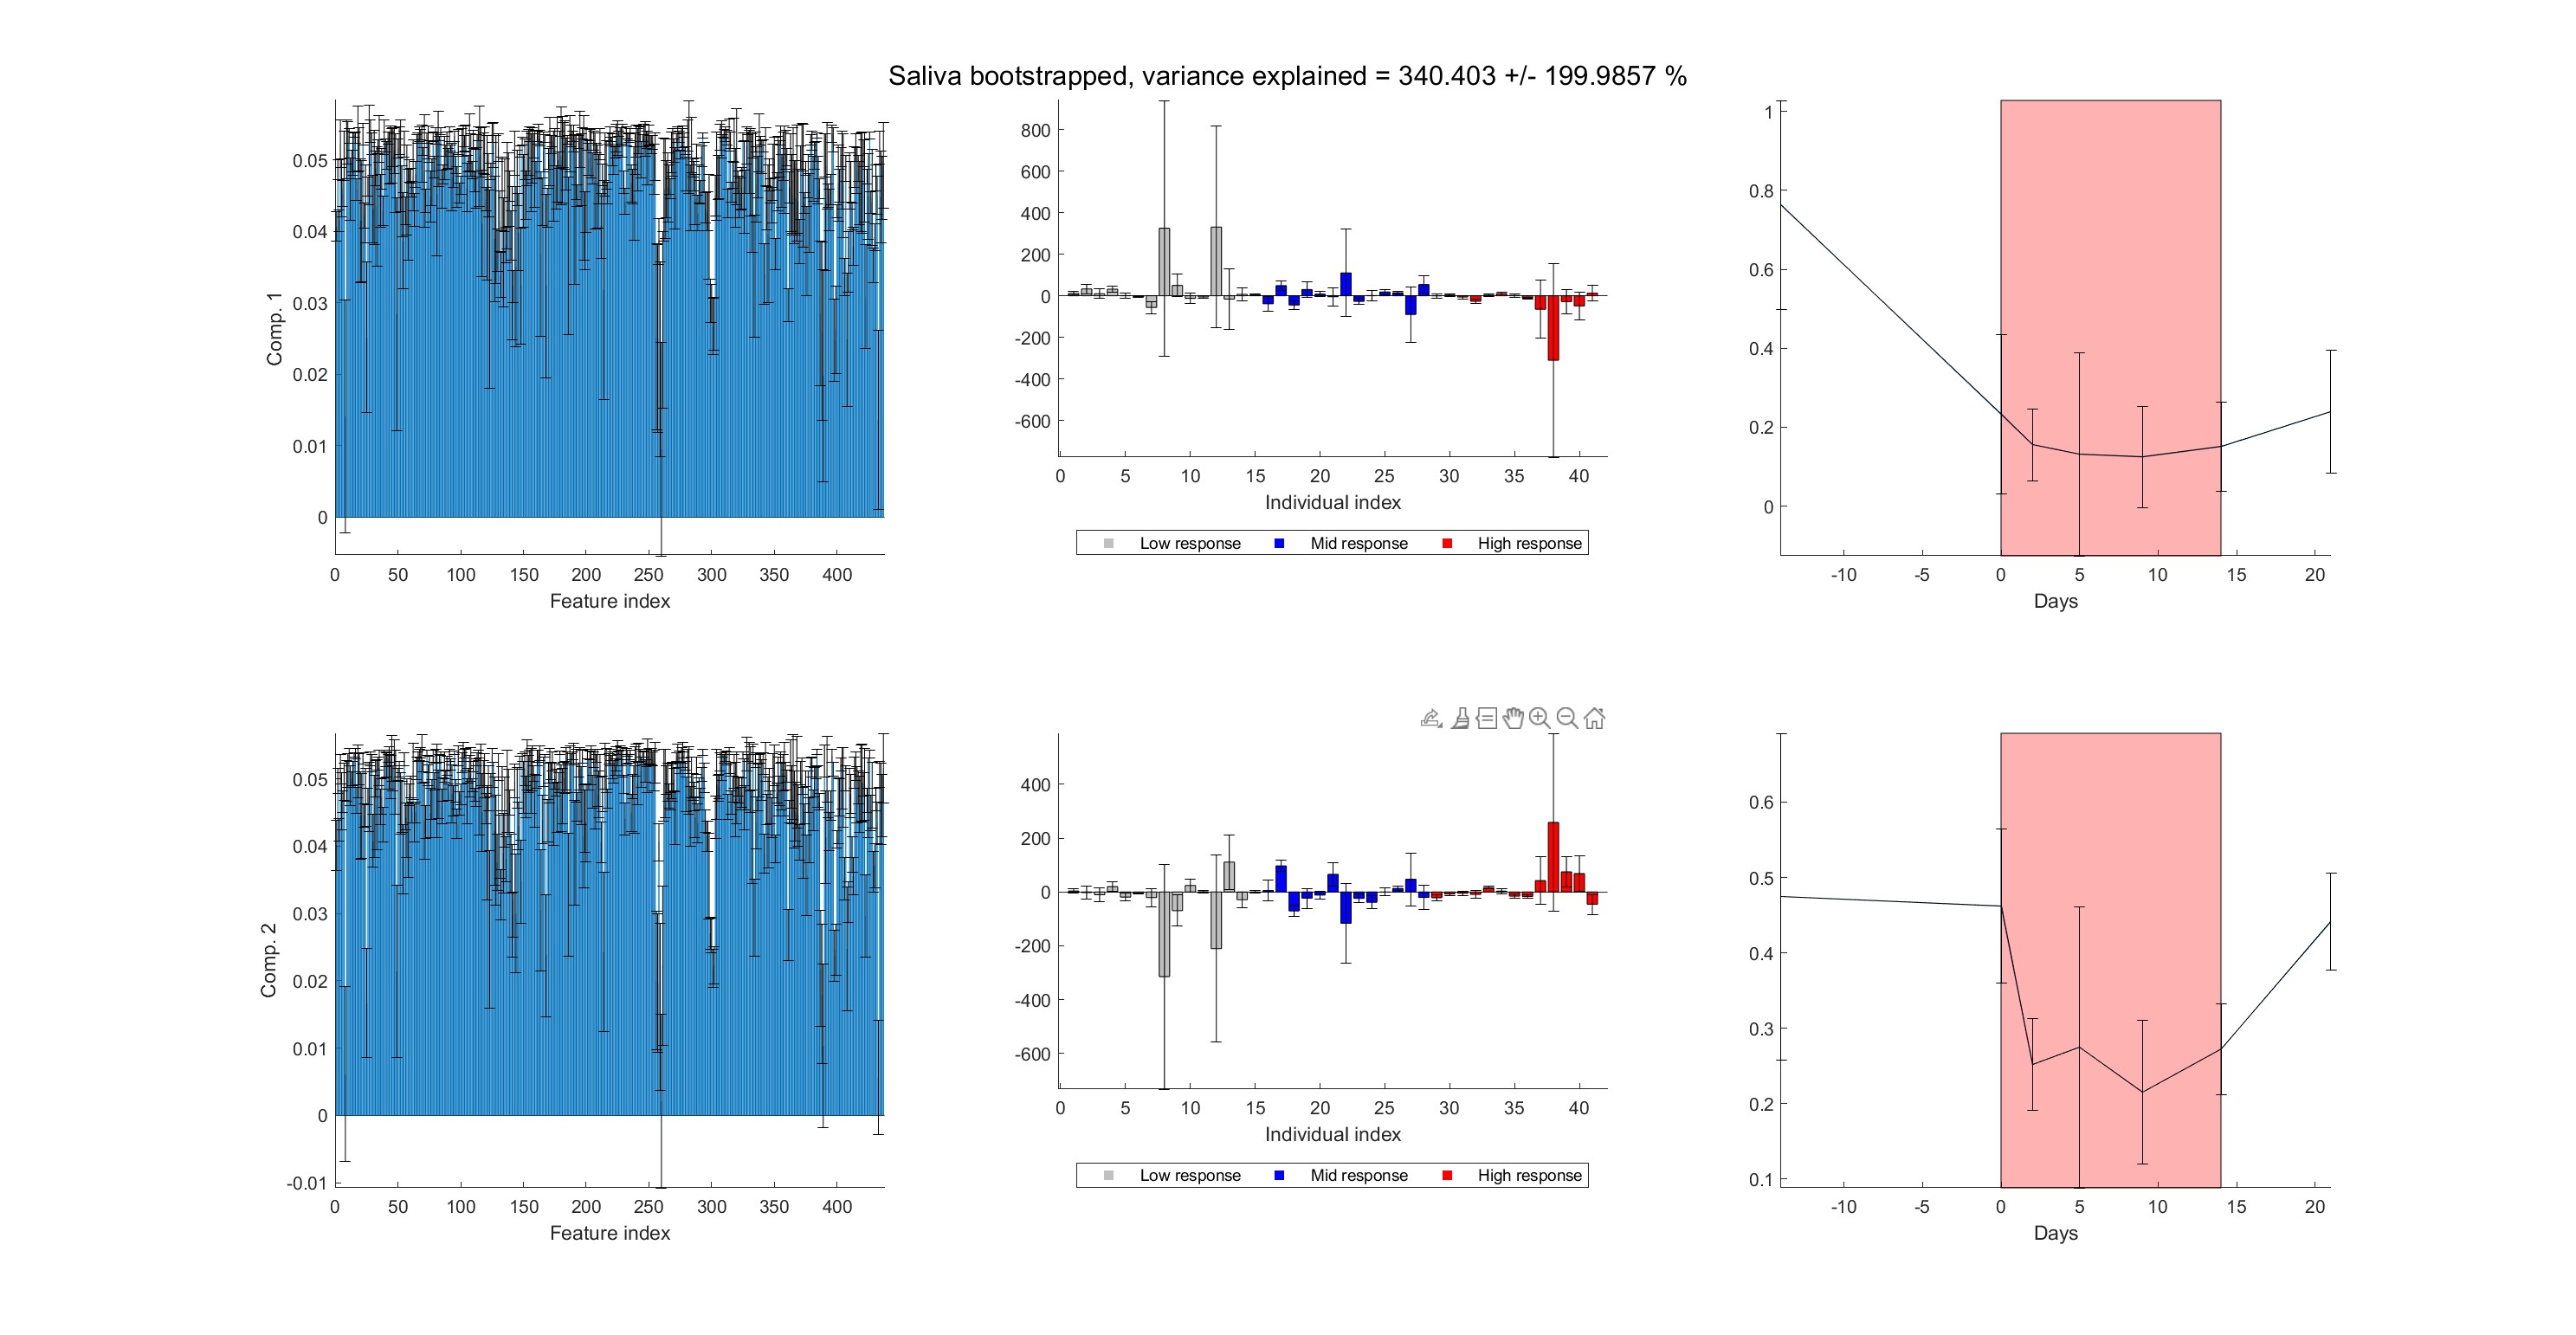 Saliva bootstrapped, variance explained = 340.403 +/- 199.9857 %
Comp. 1
0.05
0.04
0.03
0.02
0.01
0
0 50 100 150 200 250 300 350 400
Feature index
800
600
400
200
0
-200
-400
-600
0 5 10 15 20 25 30 35 40
Individual index
Low response Mid response High response
1
0.8
0.6
0.4
0.2
0
-10 -5 0 5 10 15 20
Days
Comp. 2
0.05
0.04
0.03
0.02
0.01
0
-0.01
0 50 100 150 200 250 300 350 400
Feature index
400
200
0
-200
-400
-600
0 5 10 15 20 25 30 35 40
Individual index
Low response Mid response High response
0.6
0.5
0.4
0.3
0.2
0.1
-10 -5 0 5 10 15 20
Days